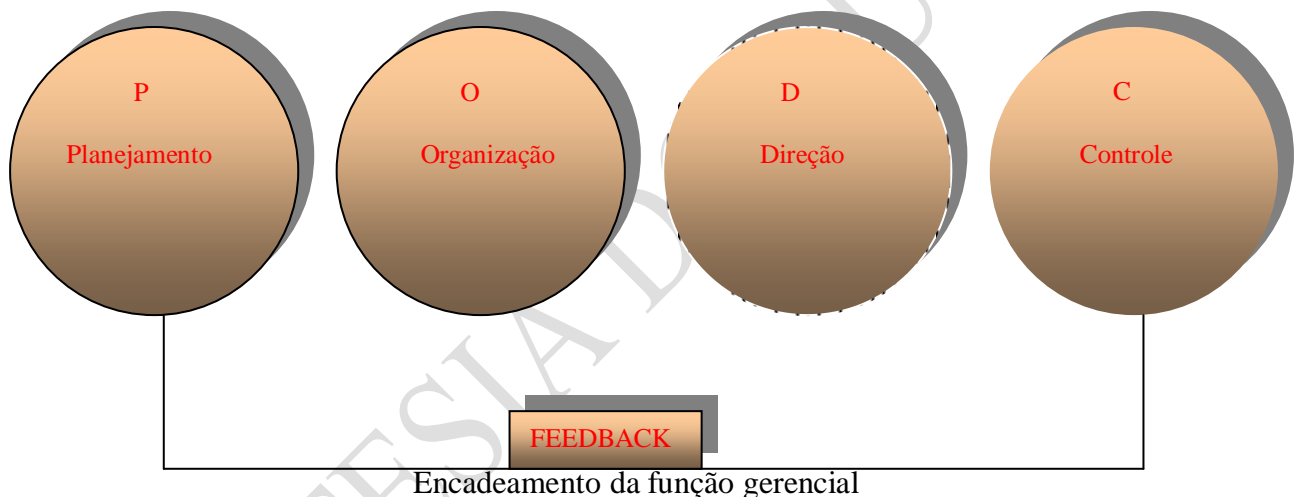 P
O
D
C
Planejamento
Organização
Direção
Controle
FEEDBACK
Encadeamento da função gerencial